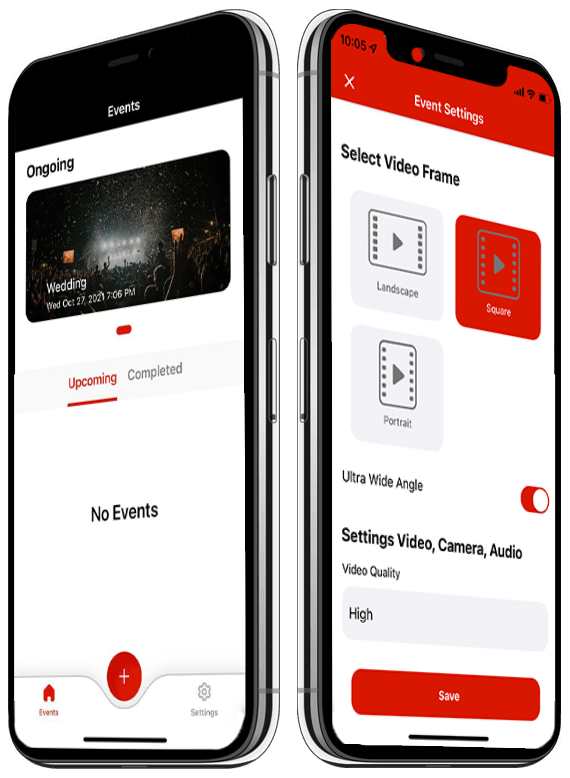 Events
Ongoing
Wedding
Wed Oct 27, 2021 7:06 PM
Upcoming
Completed
No Events
+
Events
Settings
10:05
Event Settings
Select Video Frame
Landscape
Square
Portrait
Ultra Wide Angle
Settings Video, Camera, Audio
Video Quality
High
Save